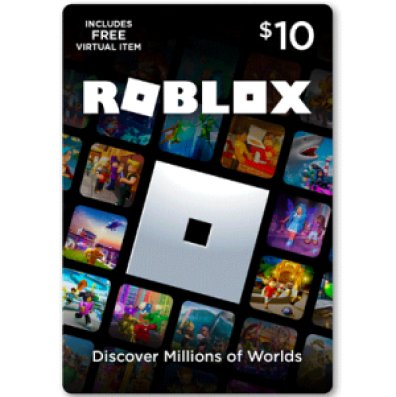 INCLUDES
FREE
VIRTUAL ITEM
$10
ROBLOX
Discover Millions of Worlds